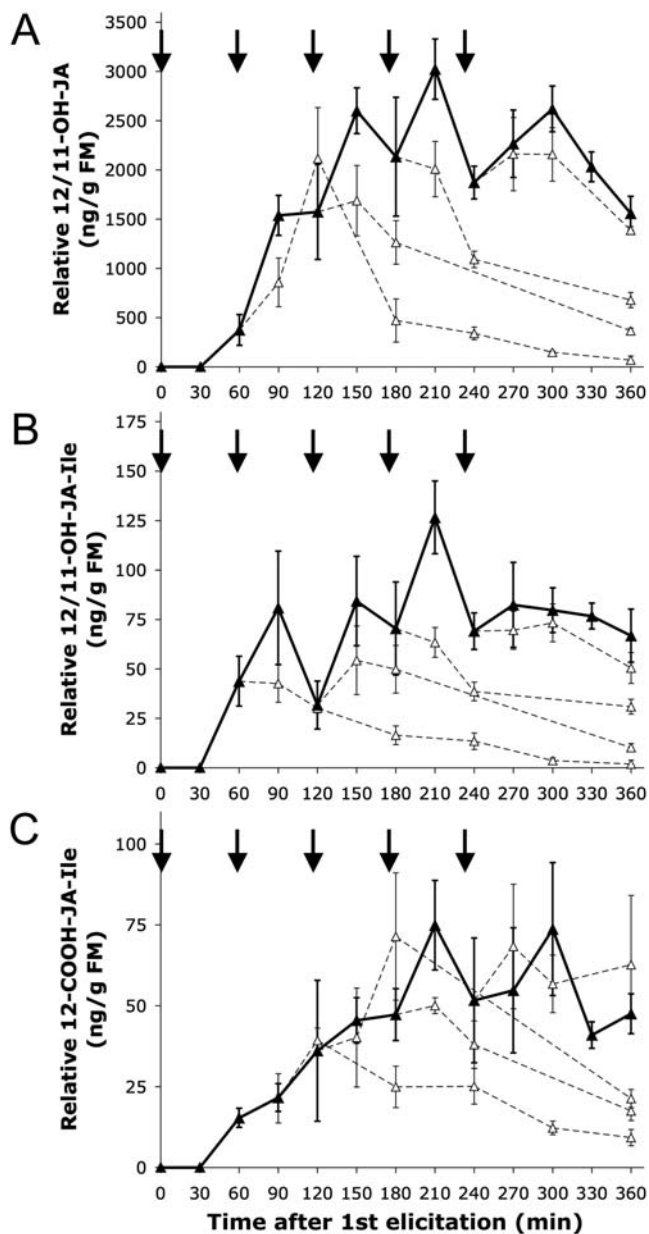 A
Relative 12/11-OH-JA
(ng/g FM)
3500
3000
2500
2000
1500
1000
500
0
0 30 60 90 120 150 180 210 240 270 300 330 360
B
Relative 12/11-OH-JA-Ile
(ng/g FM)
175
150
125
100
75
50
25
0
0 30 60 90 120 150 180 210 240 270 300 330 360
C
Relative 12-COOH-JA-Ile
(ng/g FM)
100
75
50
25
0
0 30 60 90 120 150 180 210 240 270 300 330 360
Time after 1st elicitation (min)